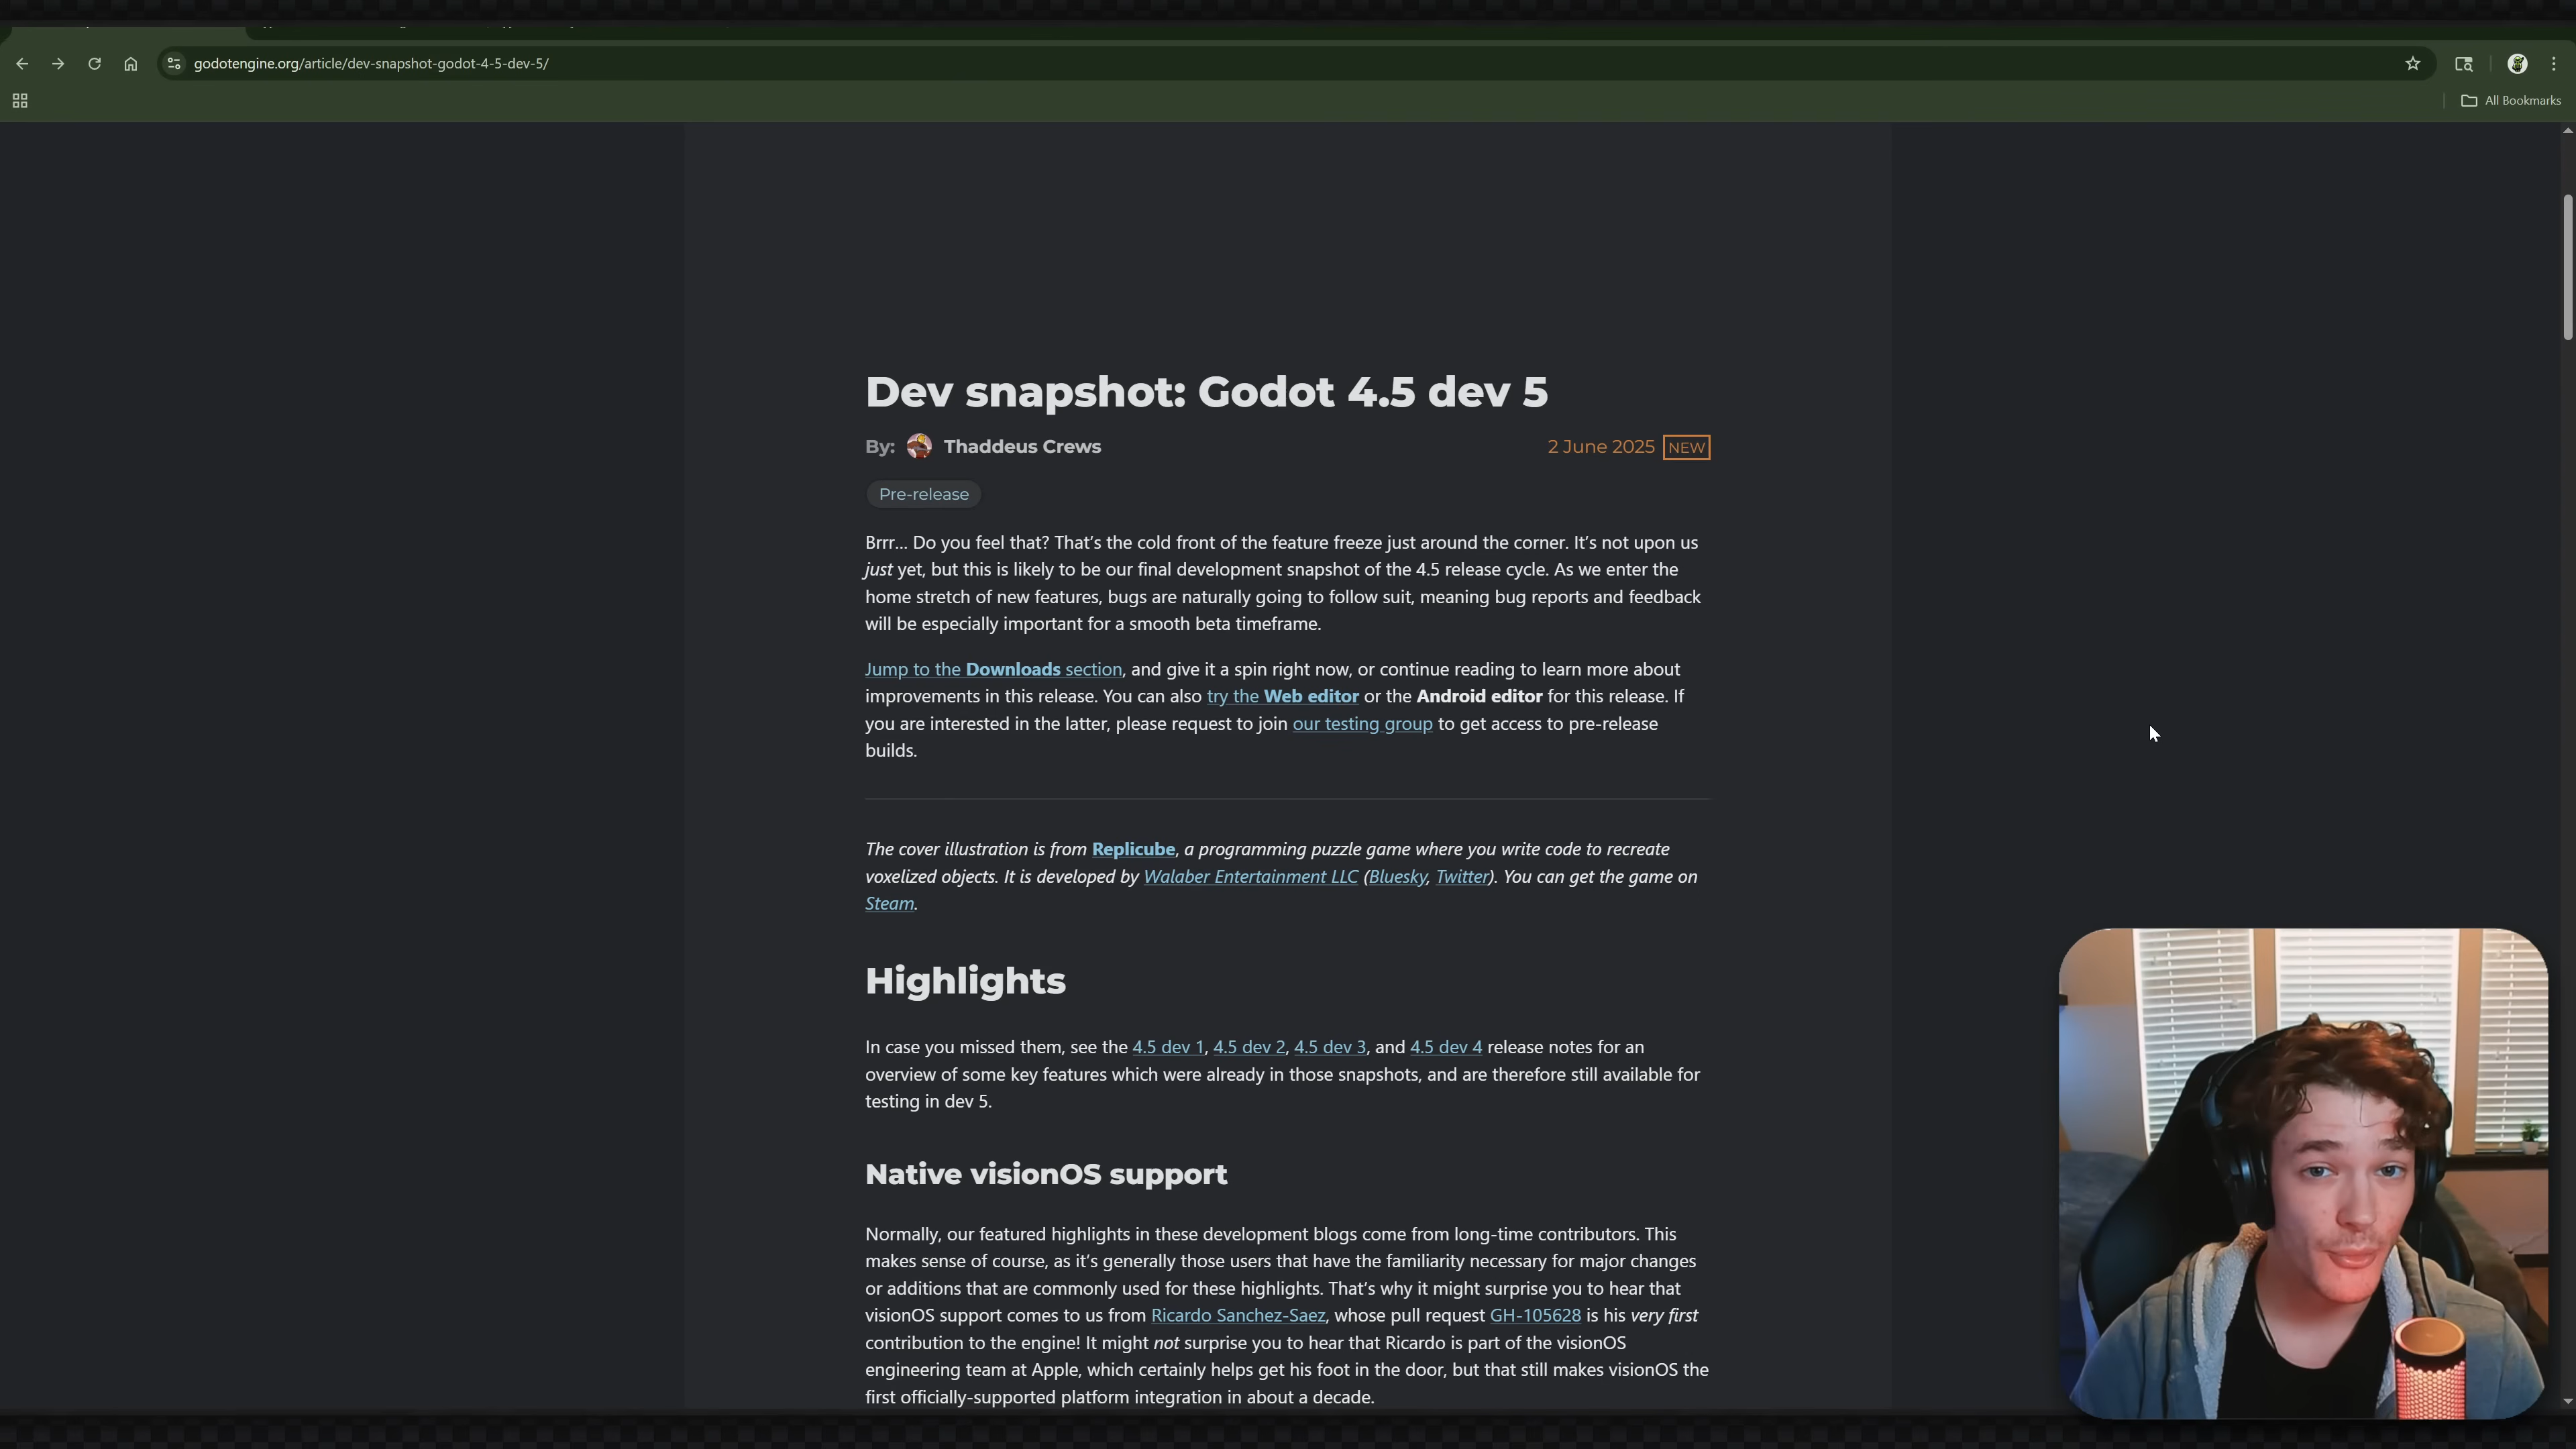 godotengine.org/article/dev-snapshot-godot-4-5-dev-5/
All Bookmarks
Dev snapshot: Godot 4.5 dev 5
By: Thaddeus Crews
2 June 2025 NEW
Pre-release
Brrr… Do you feel that? That’s the cold front of the feature freeze just around the corner. It’s not upon us
just yet, but this is likely to be our final development snapshot of the 4.5 release cycle. As we enter the
home stretch of new features, bugs are naturally going to follow suit, meaning bug reports and feedback
will be especially important for a smooth beta timeframe.
Jump to the Downloads section, and give it a spin right now, or continue reading to learn more about
improvements in this release. You can also try the Web editor or the Android editor for this release. If
you are interested in the latter, please request to join our testing group to get access to pre-release
builds.
The cover illustration is from Replicube, a programming puzzle game where you write code to recreate
voxelized objects. It is developed by Walaber Entertainment LLC (Bluesky, Twitter). You can get the game on
Steam.
Highlights
In case you missed them, see the 4.5 dev 1, 4.5 dev 2, 4.5 dev 3, and 4.5 dev 4 release notes for an
overview of some key features which were already in those snapshots, and are therefore still available for
testing in dev 5.
Native visionOS support
Normally, our featured highlights in these development blogs come from long-time contributors. This
makes sense of course, as it’s generally those users that have the familiarity necessary for major changes
or additions that are commonly used for these highlights. That’s why it might surprise you to hear that
visionOS support comes to us from Ricardo Sanchez-Saez, whose pull request GH-105628 is his very first
contribution to the engine! It might not surprise you to hear that Ricardo is part of the visionOS
engineering team at Apple, which certainly helps get his foot in the door, but that still makes visionOS the
first officially-supported platform integration in about a decade.